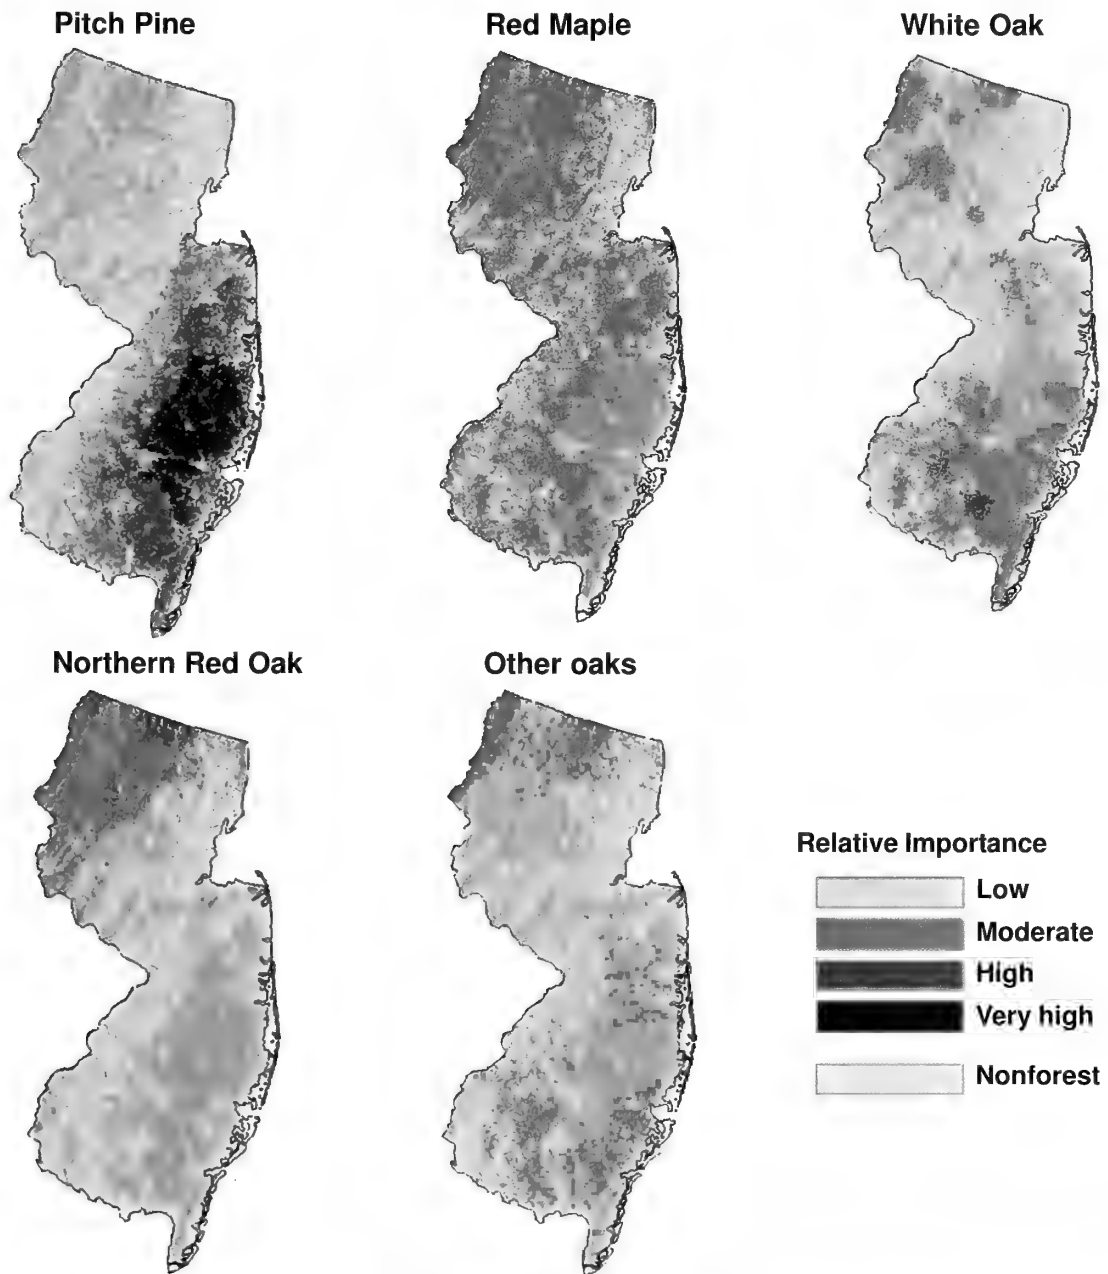 Pitch Pine
Red Maple
White Oak
Northern Red Oak
Other oaks
Relative Importance
Low
Moderate
High
Very high
Nonforest